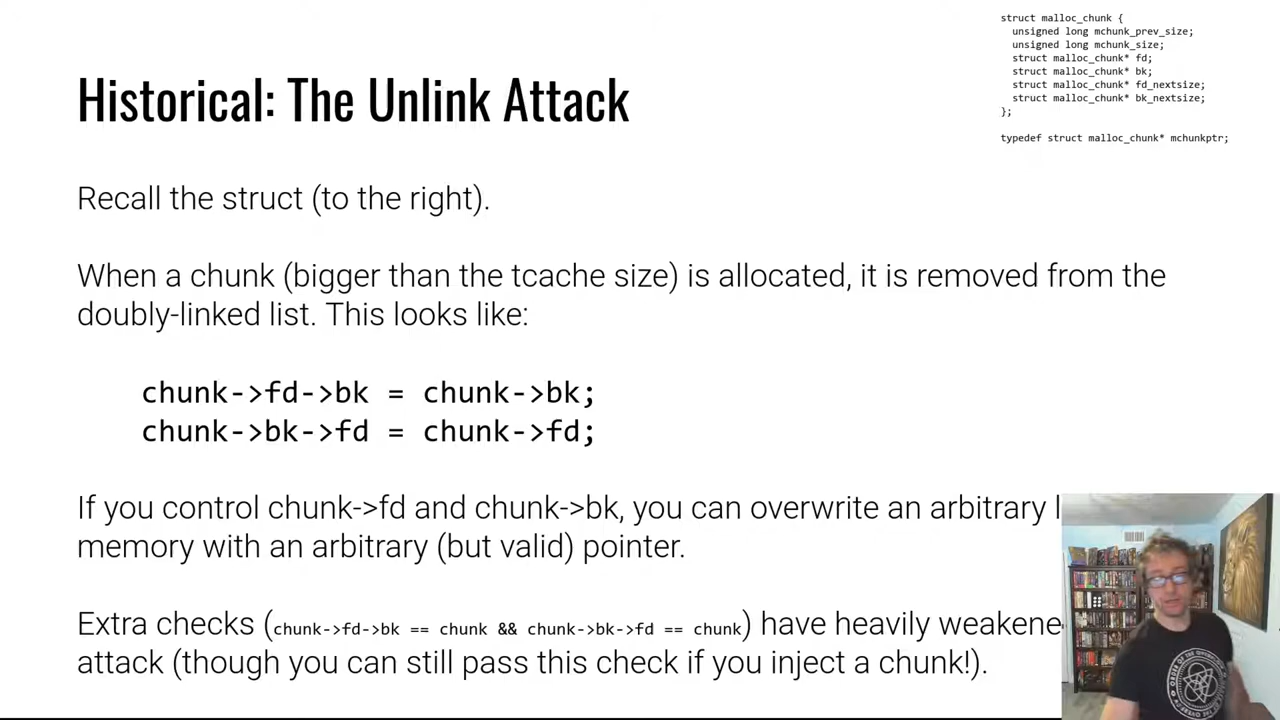 struct malloc_chunk {
unsigned long mchunk_prev_size;
unsigned long mchunk_size;
struct malloc_chunk* fd;
struct malloc_chunk* bk;
struct malloc_chunk* fd_nextsize;
struct malloc_chunk* bk_nextsize;
};
typedef struct malloc_chunk* mchunkptr;
Historical: The Unlink Attack
Recall the struct (to the right).
When a chunk (bigger than the tcache size) is allocated, it is removed from the
doubly-linked list. This looks like:
chunk->fd->bk = chunk->bk;
chunk->bk->fd = chunk->fd;
If you control chunk->fd and chunk->bk, you can overwrite an arbitrary
memory with an arbitrary (but valid) pointer.
Extra checks (chunk->fd->bk == chunk && chunk->bk->fd == chunk) have heavily weakene
attack (though you can still pass this check if you inject a chunk!).